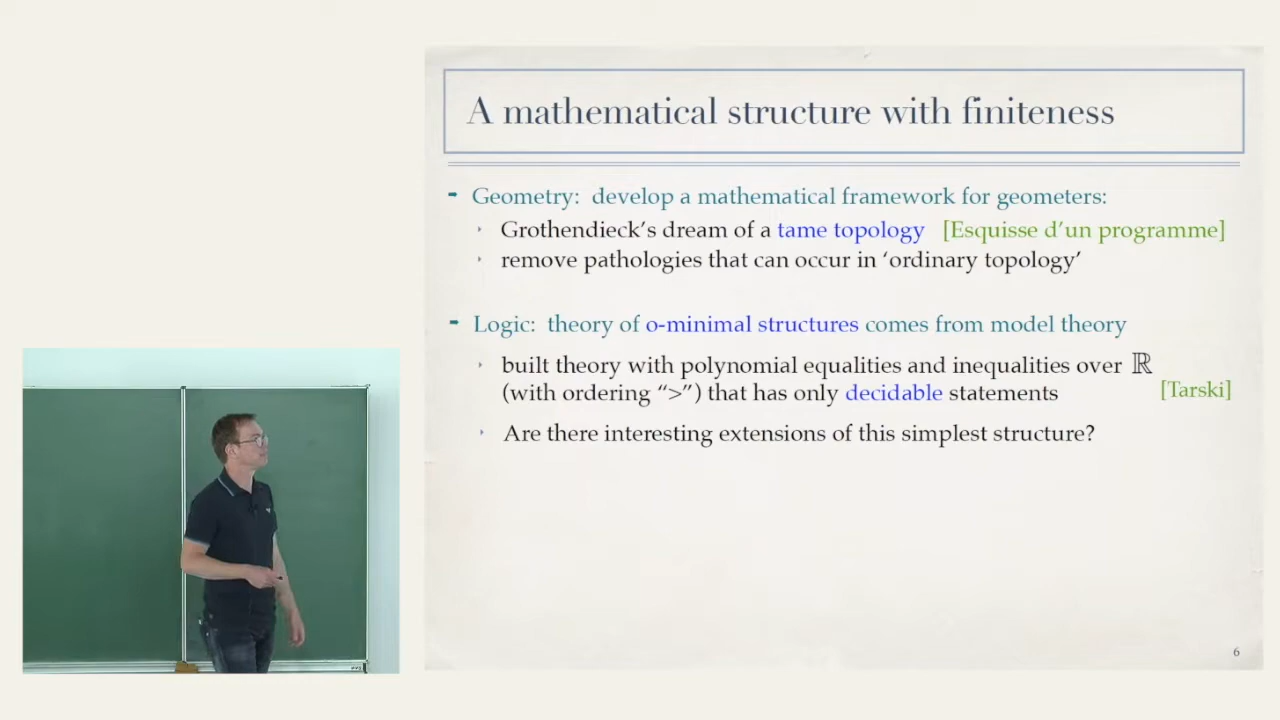 A mathematical structure with finiteness
Geometry: develop a mathematical framework for geometers:
Grothendieck's dream of a tame topology [Esquisse d'un programme]
remove pathologies that can occur in 'ordinary topology'
Logic: theory of o-minimal structures comes from model theory
built theory with polynomial equalities and inequalities over ℝ
(with ordering “>”) that has only decidable statements [Tarski]
Are there interesting extensions of this simplest structure?
6